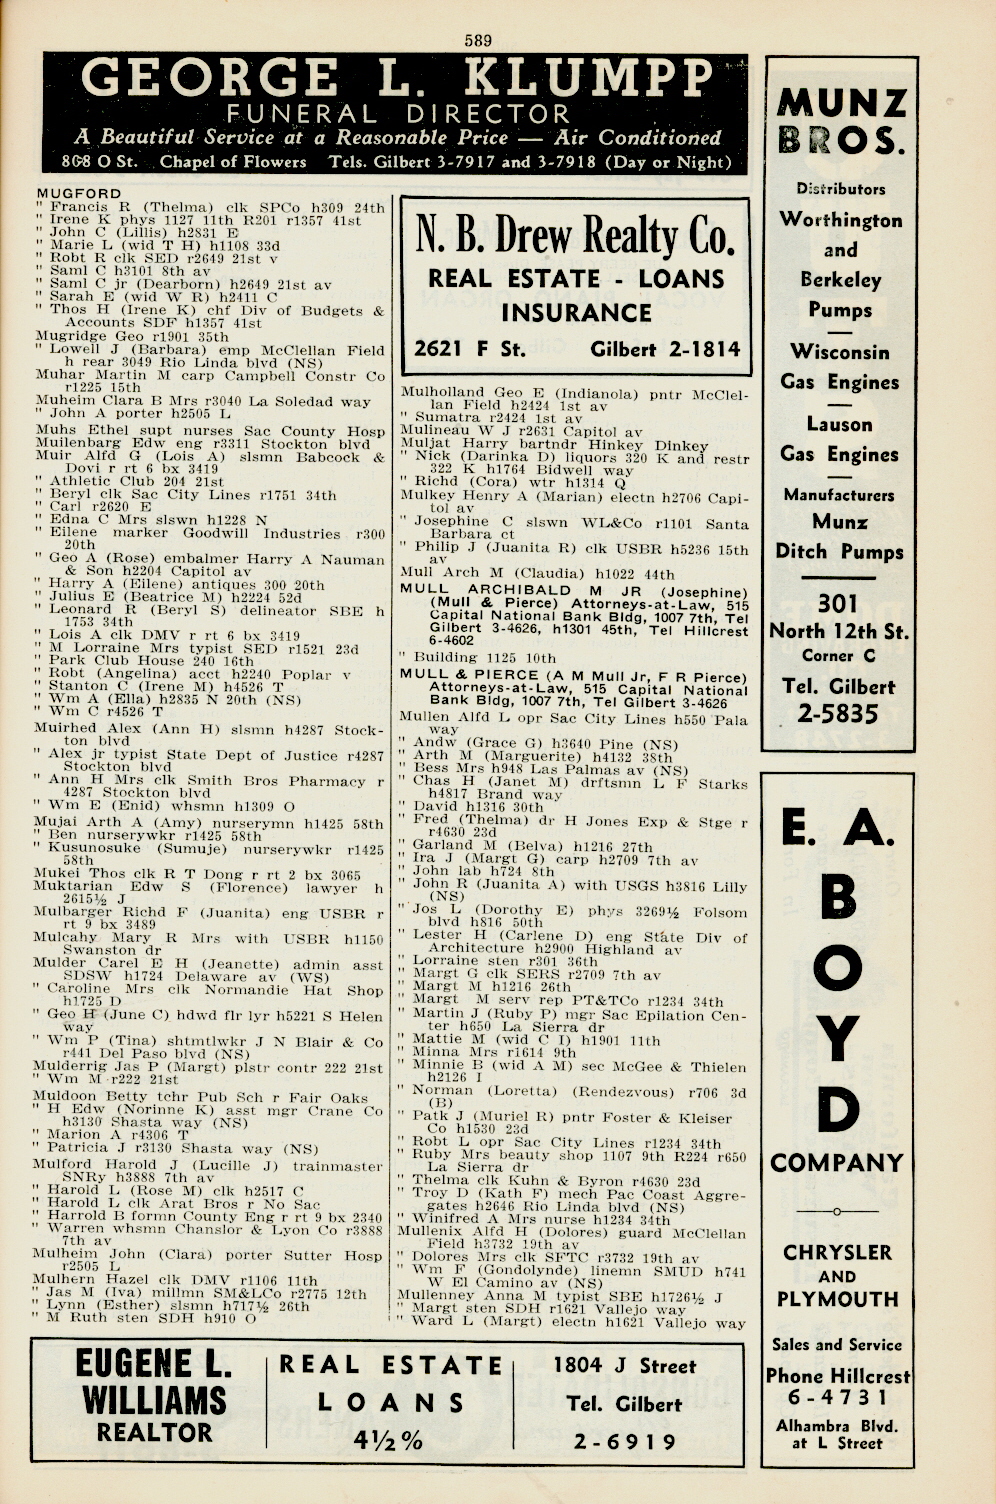 589
GEORGE L. KLUMPP
FUNERAL DIRECTOR
A Beautiful Service at a Reasonable Price — Air Conditioned
808 O St. Chapel of Flowers Tels. Gilbert 3-7917 and 3-7918 (Day or Night)
MUGFORD
" Francis R (Thelma) clk SPCo h309 24th
" Irene K phys 1127 11th R201 r1357 41st
" John C (Lillis) h2831 E
" Marie L (wid T H) h1108 33d
" Robt R clk SED r2649 21st v
" Saml C h3101 8th av
" Saml C jr (Dearborn) h2649 21st av
" Sarah E (wid W R) h2411 C
" Thos H (Irene K) chf Div of Budgets &
Accounts SDF h1357 41st
Mugridge Geo r1901 35th
" Lowell J (Barbara) emp McClellan Field
h rear 3049 Rio Linda blvd (NS)
Muhar Martin M carp Campbell Constr Co
r1225 15th
Muheim Clara B Mrs r3040 La Soledad way
" John A porter h2505 L
Muhs Ethel supt nurses Sac County Hosp
Muilenbarg Edw eng r3311 Stockton blvd
Muir Alfd G (Lois A) slsmn Babcock &
Dovi r rt 6 bx 3419
" Athletic Club 204 21st
" Beryl clk Sac City Lines r1751 34th
" Carl r2620 E
" Edna C Mrs slswn h1228 N
" Eilene marker Goodwill Industries r300
20th
" Geo A (Rose) embalmer Harry A Nauman
& Son h2204 Capitol av
" Harry A (Eilene) antiques 300 20th
" Julius E (Beatrice M) h2224 52d
" Leonard R (Beryl S) delineator SBE h
1753 34th
" Lois A clk DMV r rt 6 bx 3419
" M Lorraine Mrs typist SED r1521 23d
" Park Club House 240 16th
" Robt (Angelina) acct h2240 Poplar v
" Stanton C (Irene M) h4526 T
" Wm A (Ella) h2835 N 20th (NS)
" Wm C r4526 T
Muirhed Alex (Ann H) slsmn h4287 Stock-
ton blvd
" Alex jr typist State Dept of Justice r4287
Stockton blvd
" Ann H Mrs clk Smith Bros Pharmacy r
4287 Stockton blvd
" Wm E (Enid) whsmn h1309 O
Mujai Arth A (Amy) nurserymn h1425 58th
" Ben nurserywkr r1425 58th
" Kusunosuke (Sumuje) nurserywkr r1425
58th
Mukei Thos clk R T Dong r rt 2 bx 3065
Muktarian Edw S (Florence) lawyer h
2615½ J
Mulbarger Richd F (Juanita) eng USBR r
rt 9 bx 3489
Mulcahy Mary R Mrs with USBR h1150
Swanston dr
Mulder Carel E H (Jeanette) admin asst
SDSW h1724 Delaware av (WS)
" Caroline Mrs clk Normandie Hat Shop
h1725 D
" Geo H (June C) hdwd flr lyr h5221 S Helen
way
" Wm P (Tina) shtmtlwkr J N Blair & Co
r441 Del Paso blvd (NS)
Mulderrig Jas P (Margt) plstr contr 222 21st
" Wm M r222 21st
Muldoon Betty tchr Pub Sch r Fair Oaks
" H Edw (Norinne K) asst mgr Crane Co
h3130 Shasta way (NS)
" Marion A r4306 T
" Patricia J r3130 Shasta way (NS)
Mulford Harold J (Lucille J) trainmaster
SNRy h3888 7th av
" Harold L (Rose M) clk h2517 C
" Harold L clk Arat Bros r No Sac
" Harrold B formn County Eng r rt 9 bx 2340
" Warren whsmn Chanslor & Lyon Co r3888
7th av
Mulheim John (Clara) porter Sutter Hosp
r2505 L
Mulhern Hazel clk DMV r1106 11th
" Jas M (Iva) millmn SM&LCo r2775 12th
" Lynn (Esther) slsmn h717½ 26th
" M Ruth sten SDH h910 O
N. B. Drew Realty Co.
REAL ESTATE - LOANS
INSURANCE
2621 F St. Gilbert 2-1814
Mulholland Geo E (Indianola) pntr McClel-
lan Field h2424 1st av
" Sumatra r2424 1st av
Mulineau W J r2631 Capitol av
Muljat Harry bartndr Hinkey Dinkey
" Nick (Darinka D) liquors 320 K and restr
322 K h1764 Bidwell way
" Richd (Cora) wtr h1314 Q
Mulkey Henry A (Marian) electn h2706 Capi-
tol av
" Josephine C slswn WL&Co r1101 Santa
Barbara ct
" Philip J (Juanita R) clk USBR h5236 15th
av
Mull Arch M (Claudia) h1022 44th
MULL ARCHIBALD M JR (Josephine)
(Mull & Pierce) Attorneys-at-Law, 515
Capital National Bank Bldg, 1007 7th, Tel
Gilbert 3-4626, h1301 45th, Tel Hillcrest
6-4602
" Building 1125 10th
MULL & PIERCE (A M Mull Jr, F R Pierce)
Attorneys-at-Law, 515 Capital National
Bank Bldg, 1007 7th, Tel Gilbert 3-4626
Mullen Alfd L opr Sac City Lines h550 Pala
way
" Andw (Grace G) h3640 Pine (NS)
" Arth M (Marguerite) h4132 38th
" Bess Mrs h948 Las Palmas av (NS)
" Chas H (Janet M) drftsmn L F Starks
h4817 Brand way
" David h1316 30th
" Fred (Thelma) dr H Jones Exp & Stge r
r4630 23d
" Garland M (Belva) h1216 27th
" Ira J (Margt G) carp h2709 7th av
" John lab h724 8th
" John R (Juanita A) with USGS h3816 Lilly
(NS)
" Jos L (Dorothy E) phys 3269½ Folsom
blvd h816 50th
" Lester H (Carlene D) eng State Div of
Architecture h2900 Highland av
" Lorraine sten r301 36th
" Margt G clk SERS r2709 7th av
" Margt M h1216 26th
" Margt M serv rep PT&TCo r1234 34th
" Martin J (Ruby P) mgr Sac Epilation Cen-
ter h650 La Sierra dr
" Mattie M (wid C I) h1901 11th
" Minna Mrs r1614 9th
" Minnie B (wid A M) sec McGee & Thielen
h2126 I
" Norman (Loretta) (Rendezvous) r706 3d
(B)
" Patk J (Muriel R) pntr Foster & Kleiser
Co h1530 23d
" Robt L opr Sac City Lines r1234 34th
" Ruby Mrs beauty shop 1107 9th R224 r650
La Sierra dr
" Thelma clk Kuhn & Byron r4630 23d
" Troy D (Kath F) mech Pac Coast Aggre-
gates h2646 Rio Linda blvd (NS)
" Winifred A Mrs nurse h1234 34th
Mullenix Alfd H (Dolores) guard McClellan
Field h3732 19th av
" Dolores Mrs clk SFTC r3732 19th av
" Wm F (Gondolynde) linemn SMUD h741
W El Camino av (NS)
Mullenney Anna M typist SBE h1726½ J
" Margt sten SDH r1621 Vallejo way
" Ward L (Margt) electn h1621 Vallejo way
MUNZ
BROS.
Distributors
Worthington
and
Berkeley
Pumps
Wisconsin
Gas Engines
Lauson
Gas Engines
Manufacturers
Munz
Ditch Pumps
301
North 12th St.
Corner C
Tel. Gilbert
2-5835
E. A.
B
O
Y
D
COMPANY
CHRYSLER
AND
PLYMOUTH
Sales and Service
Phone Hillcrest
6-4731
Alhambra Blvd.
at L Street
EUGENE L.
WILLIAMS
REALTOR
REAL ESTATE
LOANS
4½%
1804 J Street
Tel. Gilbert
2-6919